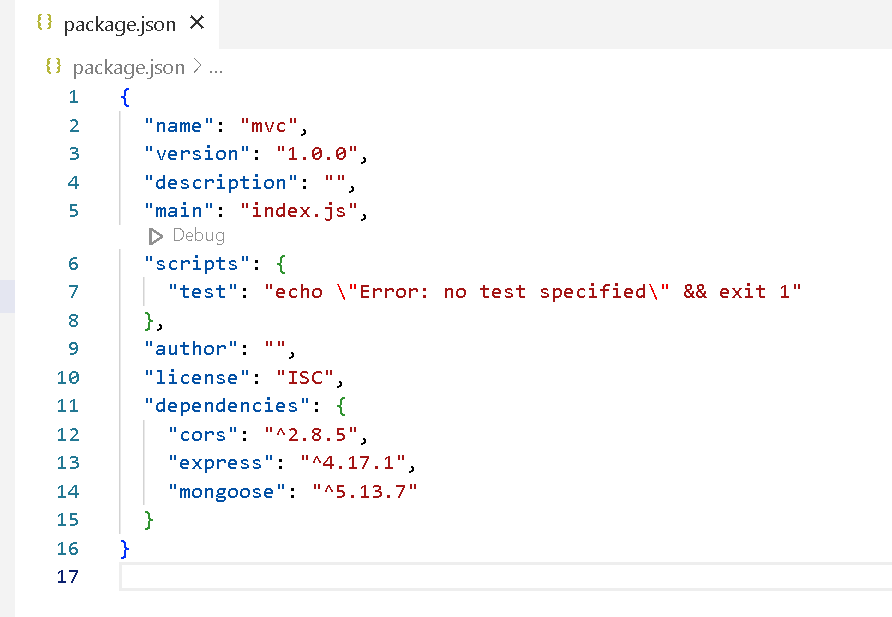 {} package.json ×
{} package.json > ...
1 {
2   "name": "mvc",
3   "version": "1.0.0",
4   "description": "",
5   "main": "index.js",
Debug
6   "scripts": {
7     "test": "echo \"Error: no test specified\" && exit 1"
8   },
9   "author": "",
10   "license": "ISC",
11   "dependencies": {
12     "cors": "^2.8.5",
13     "express": "^4.17.1",
14     "mongoose": "^5.13.7"
15   }
16 }
17